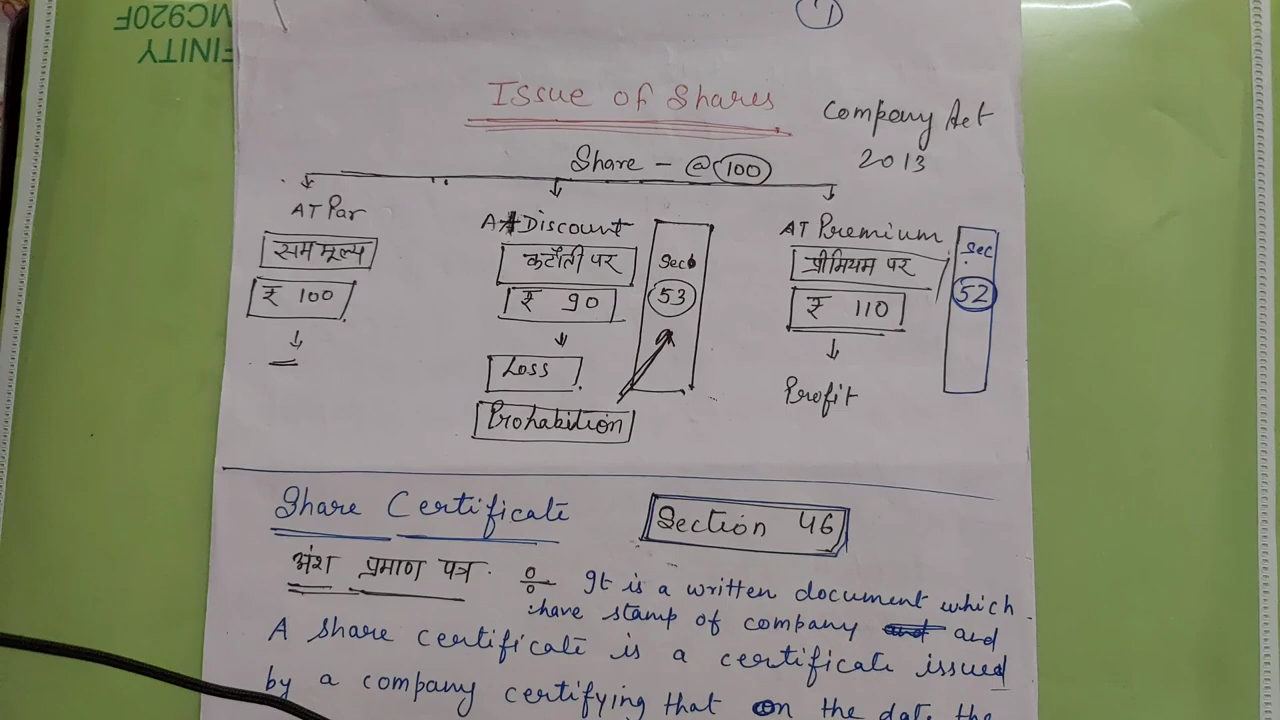 MC920F
FINITY
1
Issue of Shares
Company Act
2013
Share - @ 100
AT Par
सममूल्य
₹ 100
At Discount
कटौती पर
₹ 90
Loss
Prohabition
Sec
53
AT Premium
प्रीमियम पर
₹ 110
Profit
Sec
52
Share Certificate
Section 46
अंश प्रमाण पत्र
It is a written document which
have stamp of company and and
A share certificate is a certificate issued
by a company certifying that on the date the